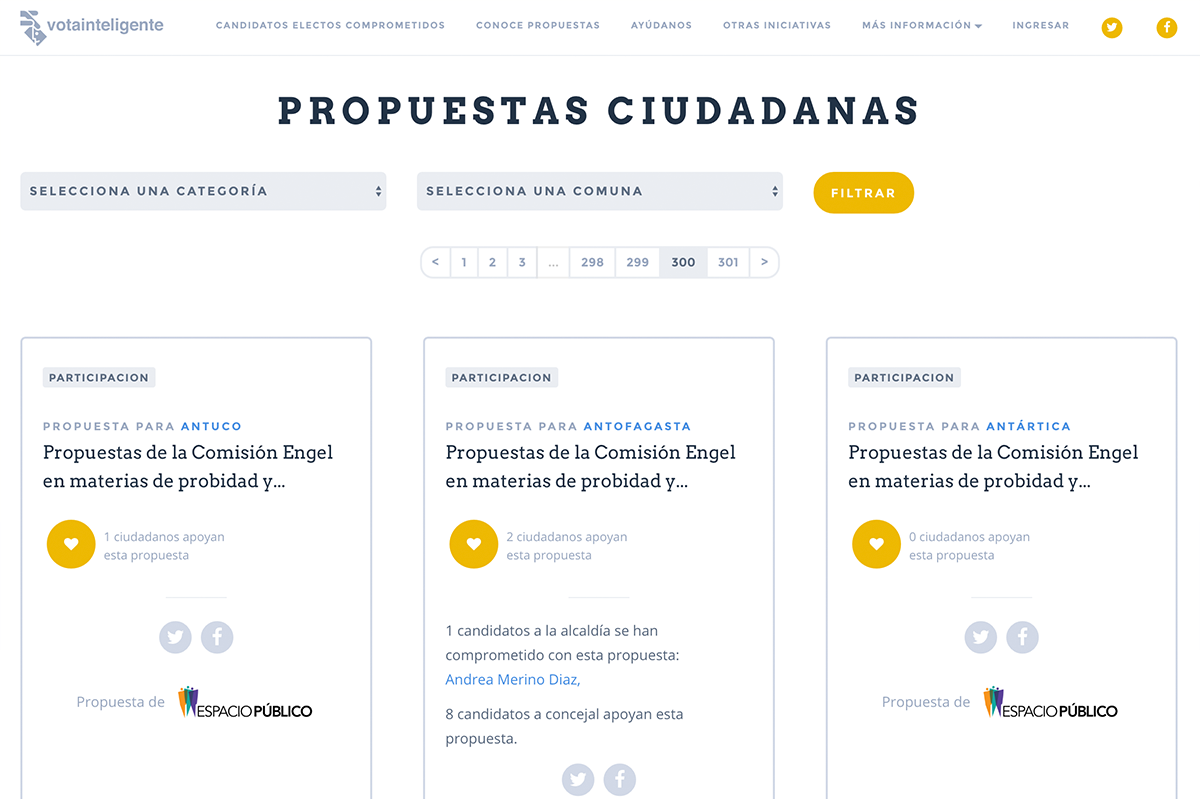 votainteligente
CANDIDATOS ELECTOS COMPROMETIDOS
CONOCE PROPUESTAS
AYÚDANOS
OTRAS INICIATIVAS
MÁS INFORMACIÓN
INGRESAR
PROPUESTAS CIUDADANAS
SELECCIONA UNA CATEGORÍA
SELECCIONA UNA COMUNA
FILTRAR
< 1 2 3 ... 298 299 300 301 >
PARTICIPACION
PROPUESTA PARA ANTUCO
Propuestas de la Comisión Engel
en materias de probidad y...
1 ciudadanos apoyan
esta propuesta
Propuesta de ESPACIO PÚBLICO
PARTICIPACION
PROPUESTA PARA ANTOFAGASTA
Propuestas de la Comisión Engel
en materias de probidad y...
2 ciudadanos apoyan
esta propuesta
1 candidatos a la alcaldía se han
comprometido con esta propuesta:
Andrea Merino Diaz,
8 candidatos a concejal apoyan esta
propuesta.
PARTICIPACION
PROPUESTA PARA ANTÁRTICA
Propuestas de la Comisión Engel
en materias de probidad y...
0 ciudadanos apoyan
esta propuesta
Propuesta de ESPACIO PÚBLICO